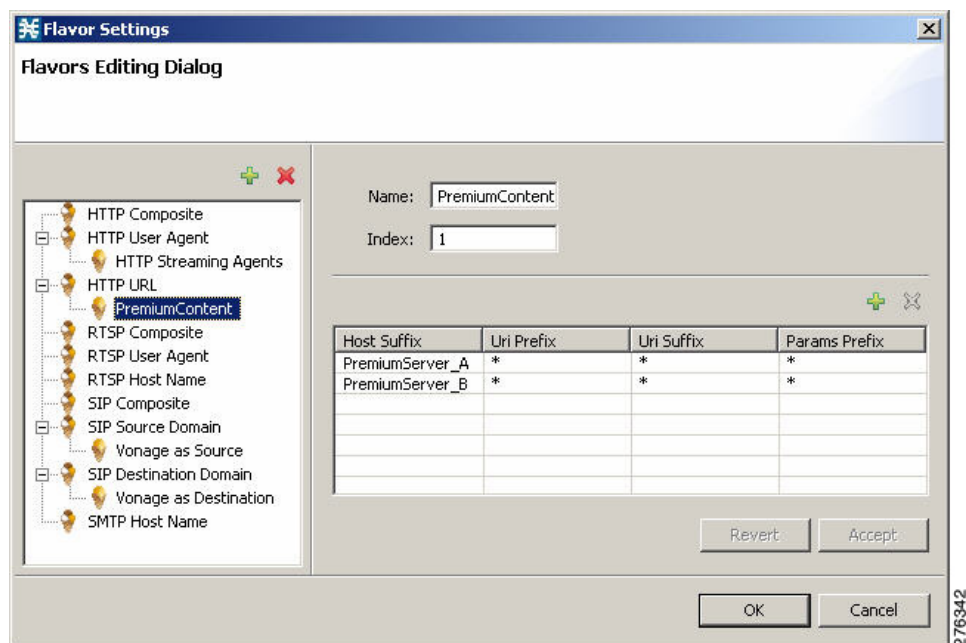 Flavor Settings
Flavors Editing Dialog
HTTP Composite
HTTP User Agent
HTTP Streaming Agents
HTTP URL
PremiumContent
RTSP Composite
RTSP User Agent
RTSP Host Name
SIP Composite
SIP Source Domain
Vonage as Source
SIP Destination Domain
Vonage as Destination
SMTP Host Name
Name: PremiumContent
Index: 1
Host Suffix Uri Prefix Uri Suffix Params Prefix
PremiumServer_A * * *
PremiumServer_B * * *
Revert Accept
OK Cancel
276342